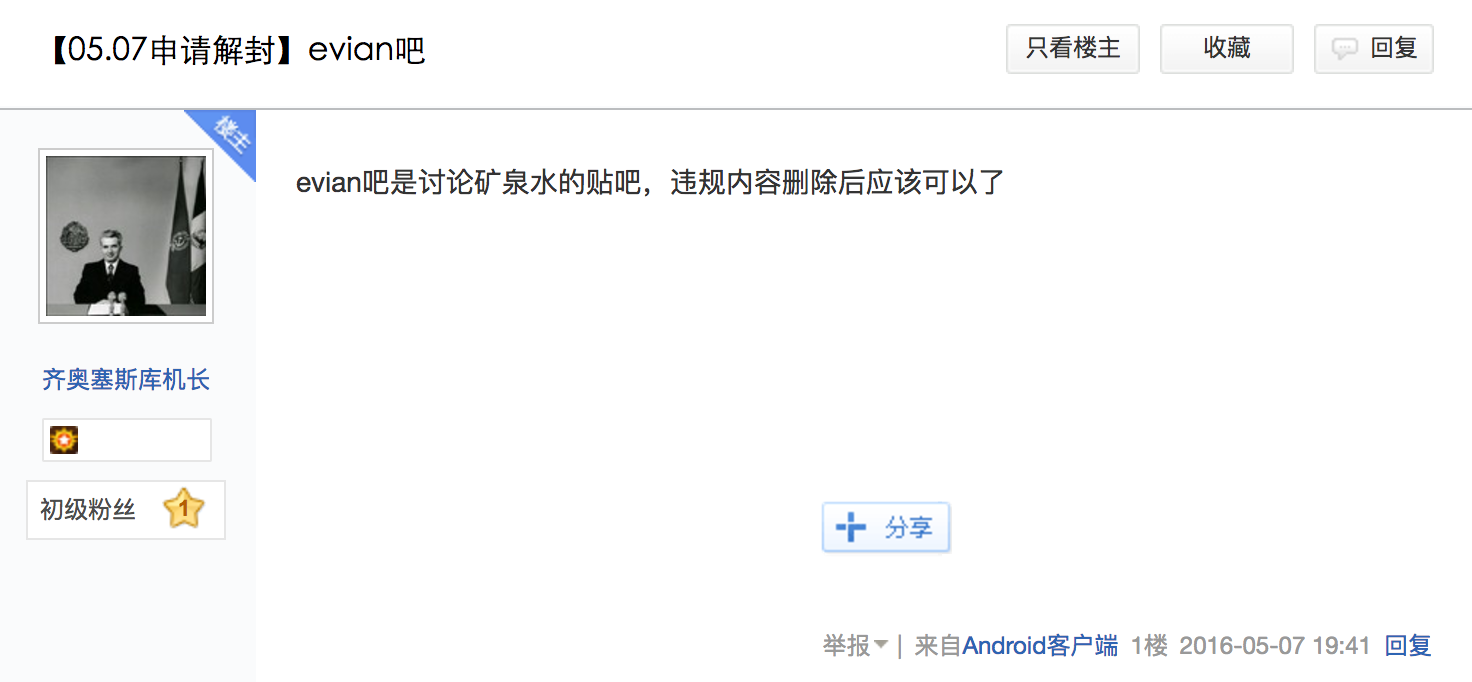 【05.07申请解封】evian吧
只看楼主
收藏
回复
楼主
evian吧是讨论矿泉水的贴吧，违规内容删除后应该可以了
齐奥塞斯库机长
初级粉丝 1
分享
举报 | 来自Android客户端 1楼 2016-05-07 19:41 回复